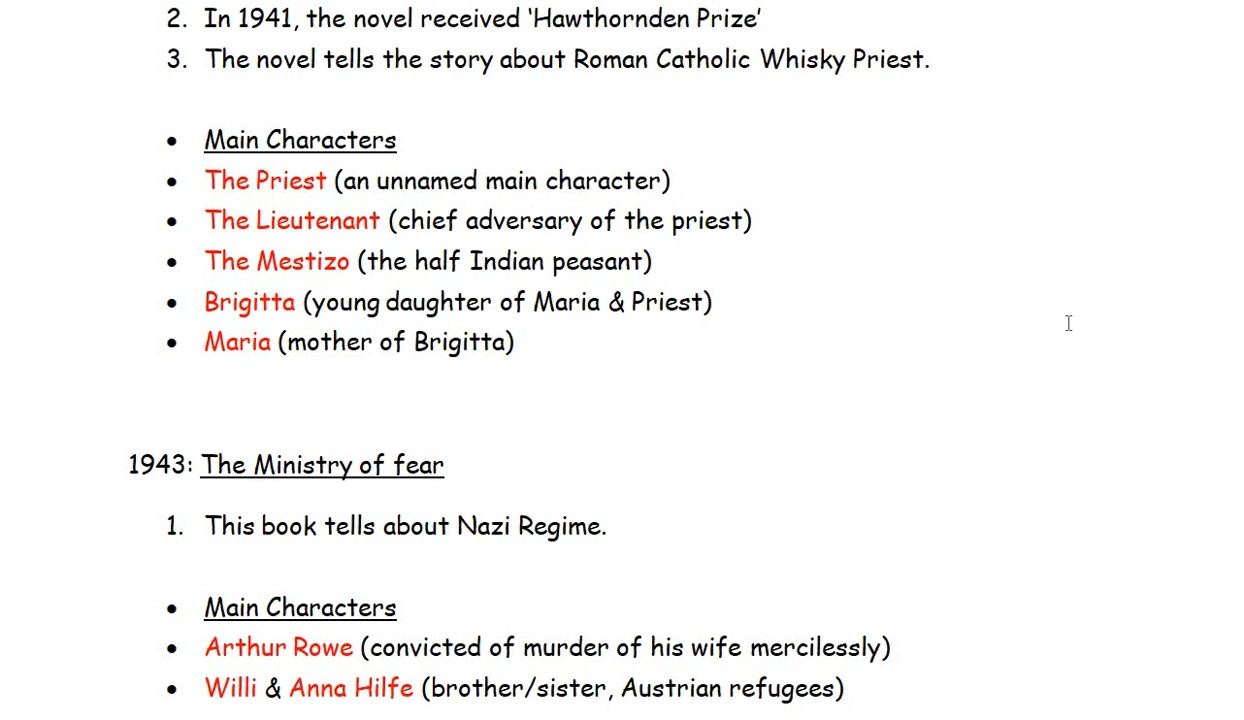 2. In 1941, the novel received ‘Hawthornden Prize’
3. The novel tells the story about Roman Catholic Whisky Priest.
• Main Characters
• The Priest (an unnamed main character)
• The Lieutenant (chief adversary of the priest)
• The Mestizo (the half Indian peasant)
• Brigitta (young daughter of Maria & Priest)
• Maria (mother of Brigitta)
1943: The Ministry of fear
1. This book tells about Nazi Regime.
• Main Characters
• Arthur Rowe (convicted of murder of his wife mercilessly)
• Willi & Anna Hilfe (brother/sister, Austrian refugees)